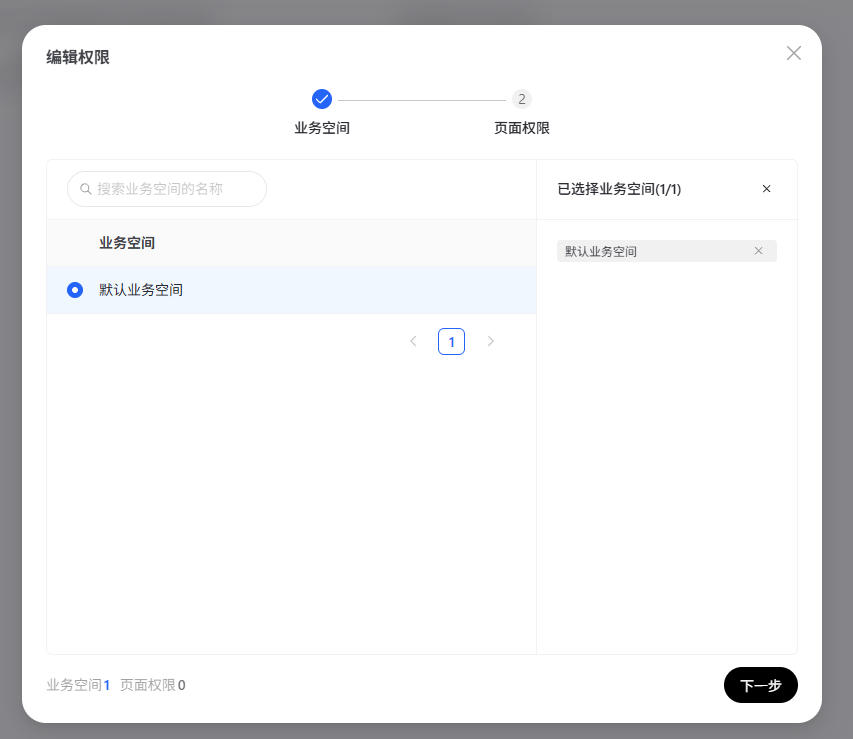 编辑权限
2
业务空间
页面权限
搜索业务空间的名称
已选择业务空间(1/1)
业务空间
默认业务空间
默认业务空间
1
业务空间1 页面权限0
下一步